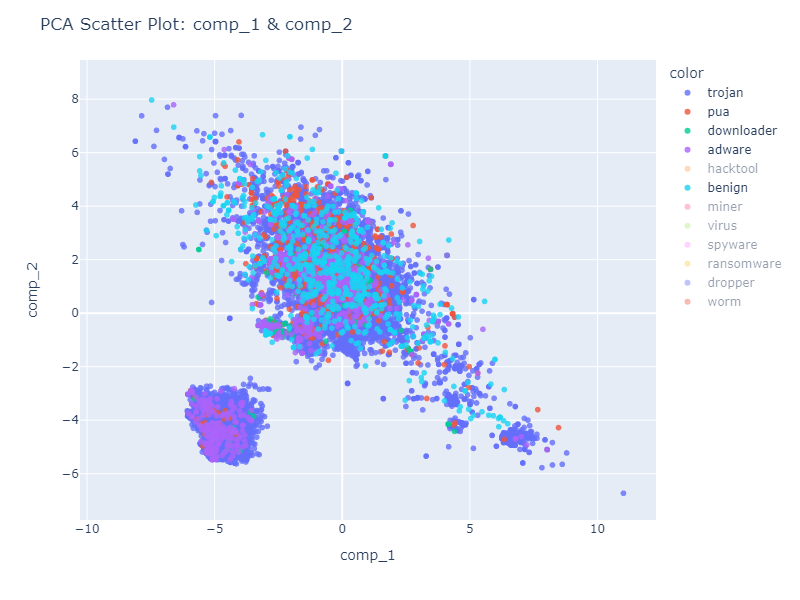 PCA Scatter Plot: comp_1 & comp_2
color
trojan
pua
downloader
adware
hacktool
benign
miner
virus
spyware
ransomware
dropper
worm
8
6
4
2
0
−2
−4
−6
comp_2
−10
−5
0
5
10
comp_1